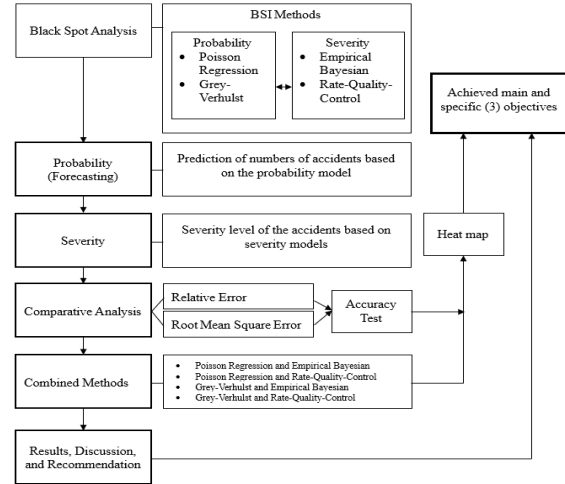 Black Spot Analysis
BSI Methods
Probability
• Poisson
Regression
• Grey-
Verhulst
Severity
• Empirical
Bayesian
• Rate-Quality-
Control
Achieved main and
specific (3) objectives
Probability
(Forecasting)
Prediction of numbers of accidents based
on the probability model
Severity
Severity level of the accidents based on
severity models
Heat map
Comparative Analysis
Relative Error
Root Mean Square Error
Accuracy
Test
Combined Methods
• Poisson Regression and Empirical Bayesian
• Poisson Regression and Rate-Quality-Control
• Grey-Verhulst and Empirical Bayesian
• Grey-Verhulst and Rate-Quality-Control
Results, Discussion,
and Recommendation